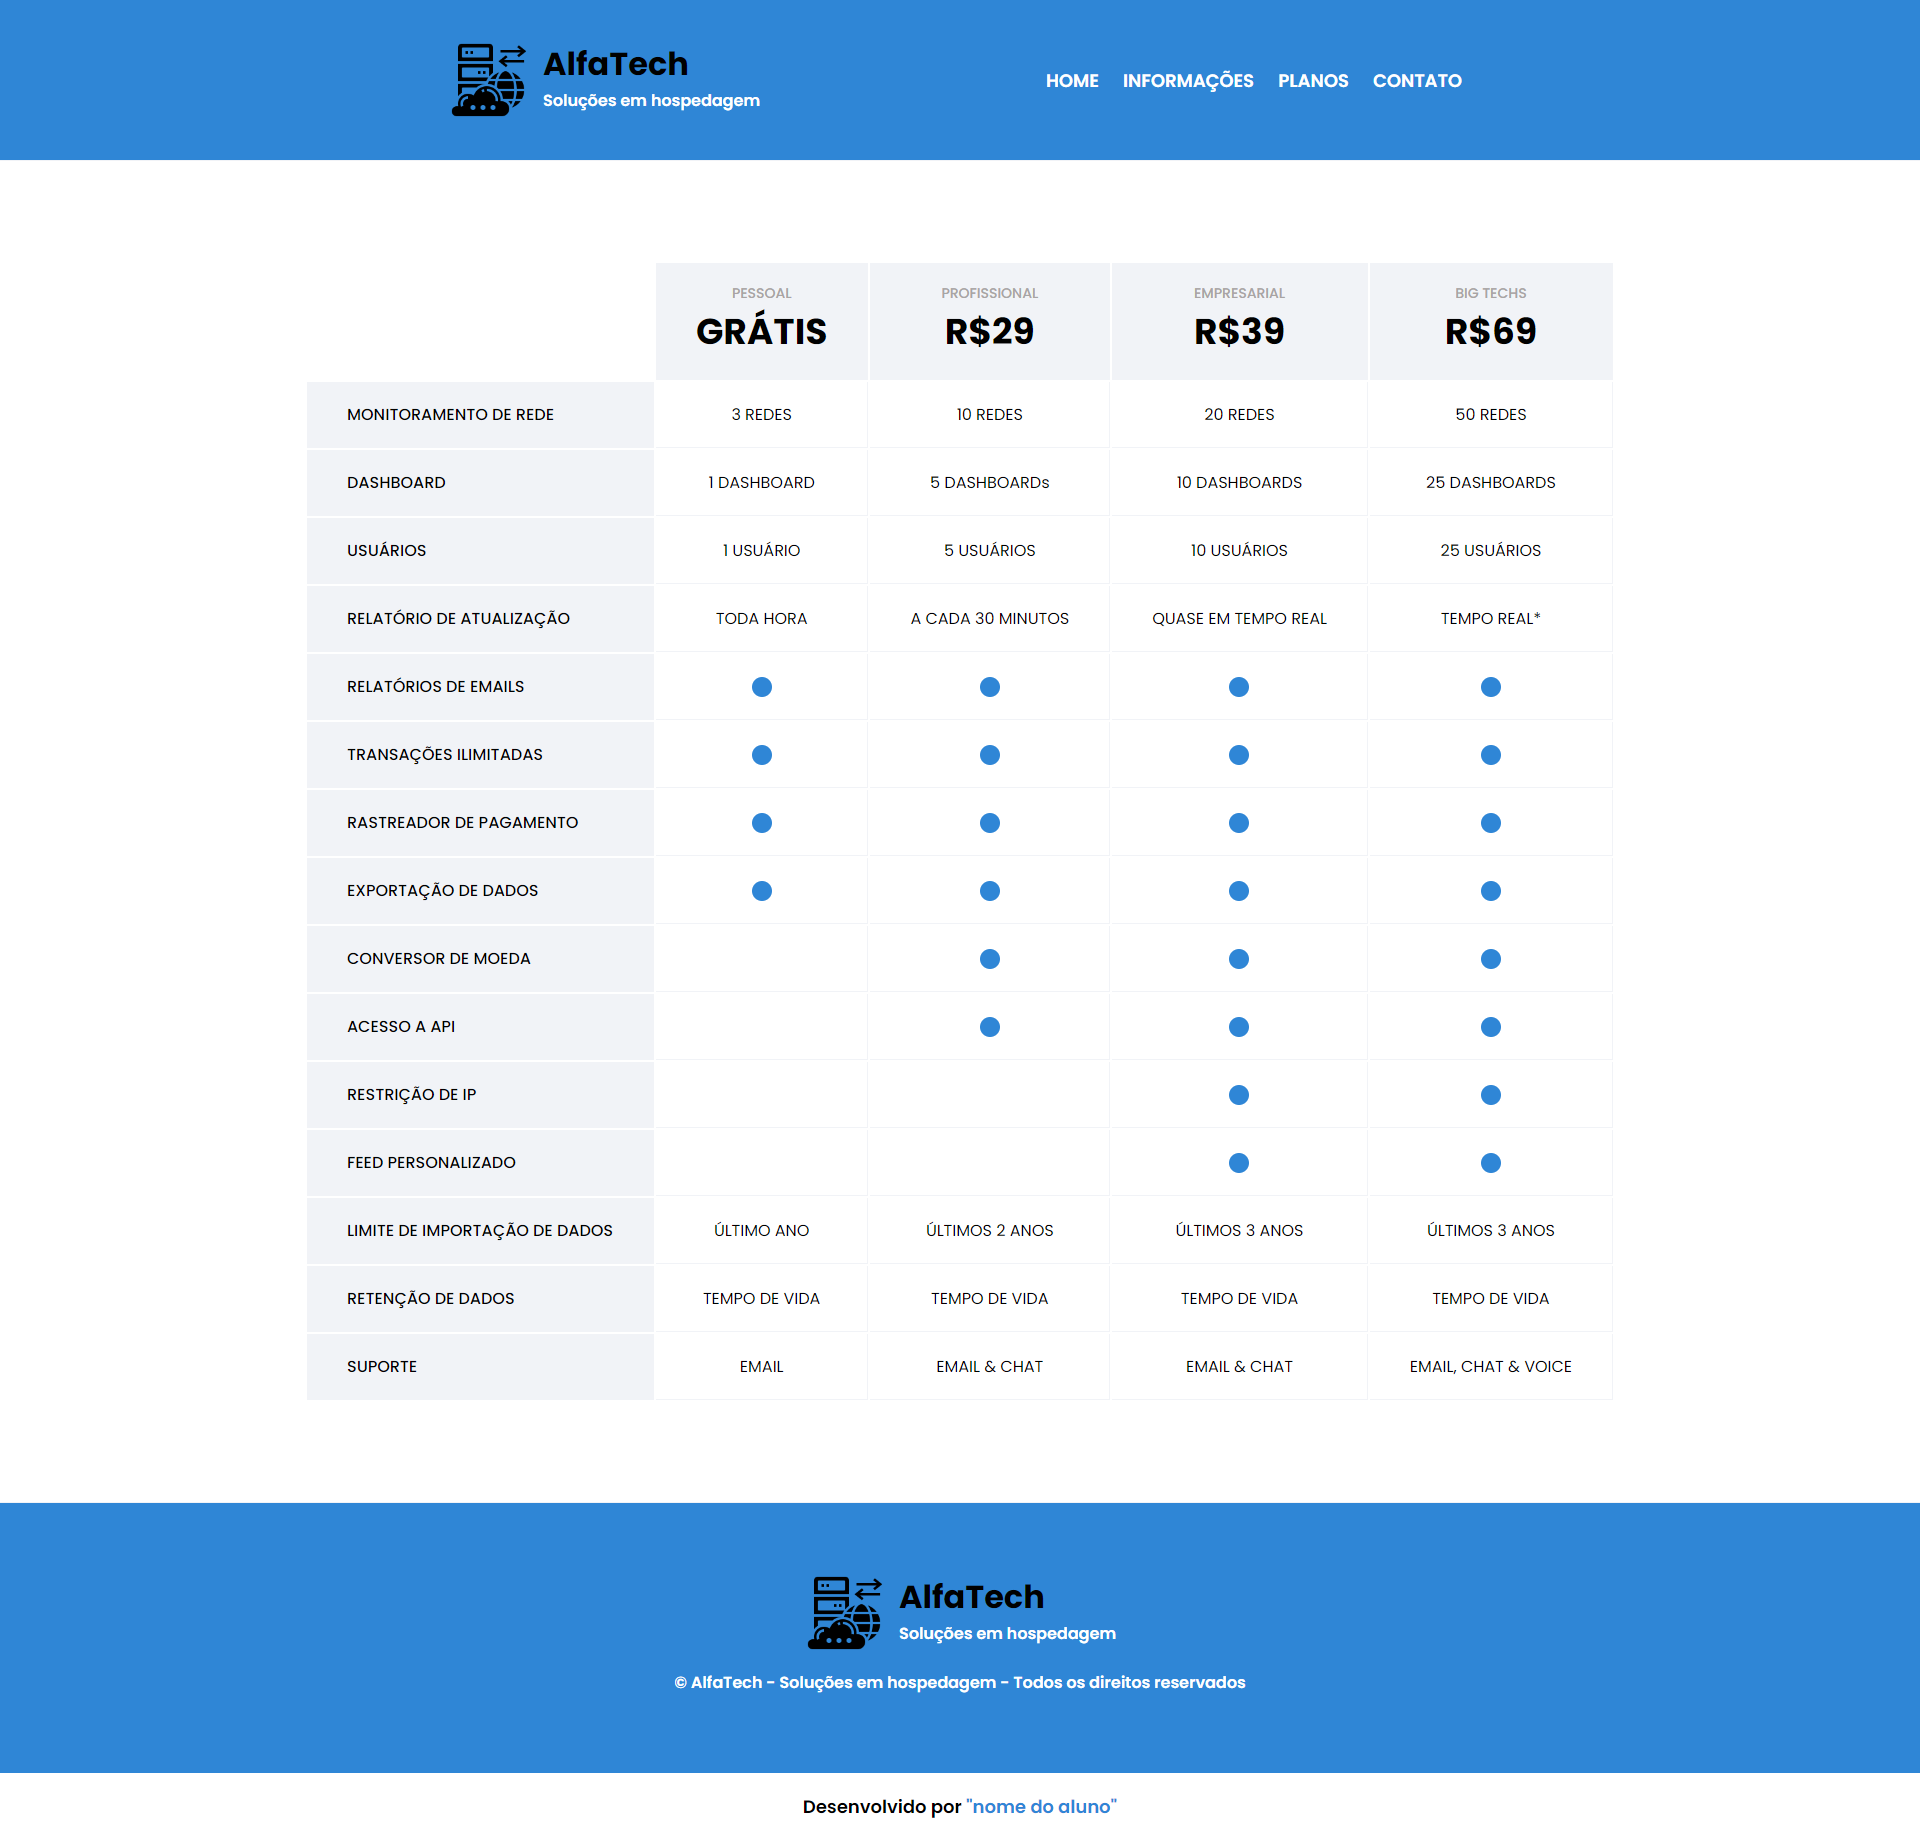 AlfaTech
Soluções em hospedagem
HOME INFORMAÇÕES PLANOS CONTATO
PESSOAL PROFISSIONAL EMPRESARIAL BIG TECHS
GRÁTIS R$29 R$39 R$69
MONITORAMENTO DE REDE 3 REDES 10 REDES 20 REDES 50 REDES
DASHBOARD 1 DASHBOARD 5 DASHBOARDs 10 DASHBOARDS 25 DASHBOARDS
USUÁRIOS 1 USUÁRIO 5 USUÁRIOS 10 USUÁRIOS 25 USUÁRIOS
RELATÓRIO DE ATUALIZAÇÃO TODA HORA A CADA 30 MINUTOS QUASE EM TEMPO REAL TEMPO REAL*
RELATÓRIOS DE EMAILS
TRANSAÇÕES ILIMITADAS
RASTREADOR DE PAGAMENTO
EXPORTAÇÃO DE DADOS
CONVERSOR DE MOEDA
ACESSO A API
RESTRIÇÃO DE IP
FEED PERSONALIZADO
LIMITE DE IMPORTAÇÃO DE DADOS ÚLTIMO ANO ÚLTIMOS 2 ANOS ÚLTIMOS 3 ANOS ÚLTIMOS 3 ANOS
RETENÇÃO DE DADOS TEMPO DE VIDA TEMPO DE VIDA TEMPO DE VIDA TEMPO DE VIDA
SUPORTE EMAIL EMAIL & CHAT EMAIL & CHAT EMAIL, CHAT & VOICE
AlfaTech
Soluções em hospedagem
© AlfaTech - Soluções em hospedagem - Todos os direitos reservados
Desenvolvido por "nome do aluno"